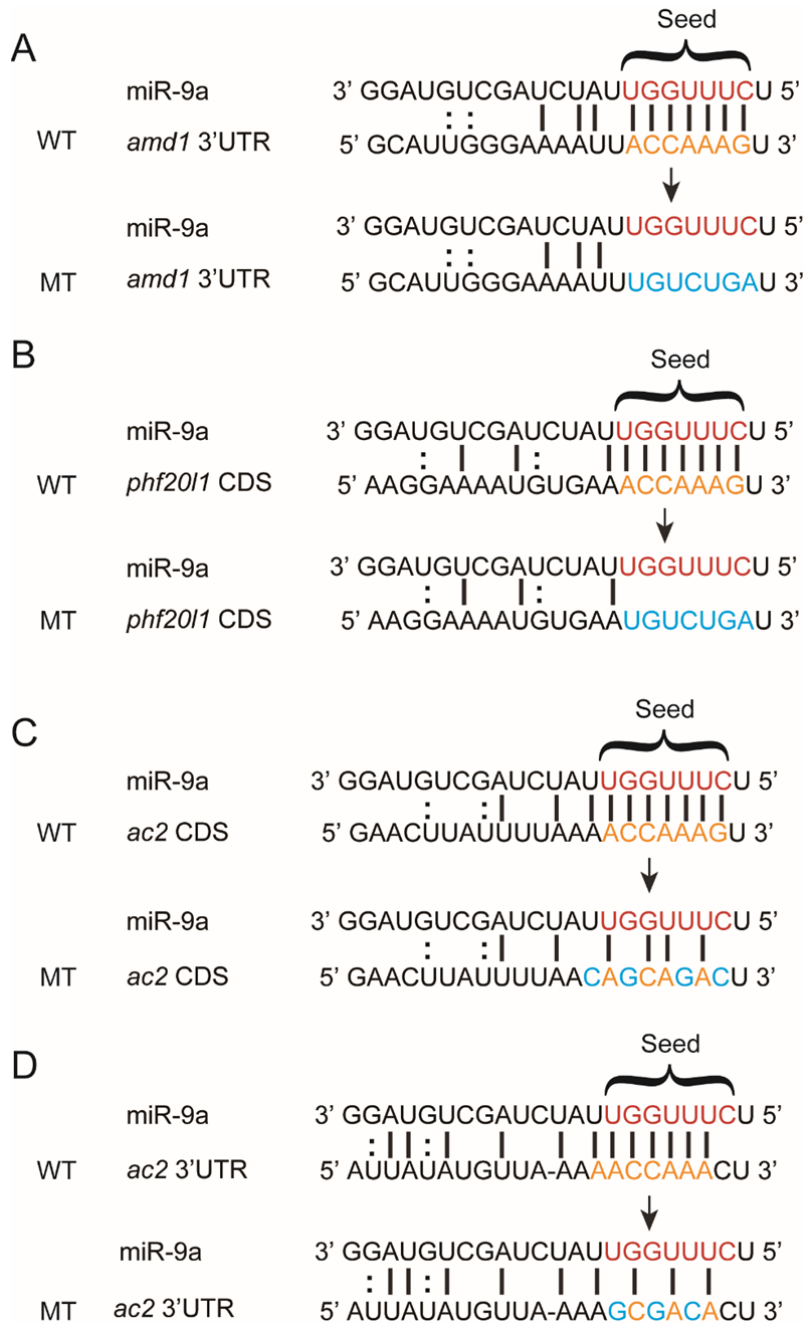 A
Seed
miR-9a 3’ GGAUGUCGAUCUAUUGGUUUCU 5’
WT amd1 3’UTR 5’ GCAUUGGGAAAAUUACCAAAGU 3’
miR-9a 3’ GGAUGUCGAUCUAUUGGUUUCU 5’
MT amd1 3’UTR 5’ GCAUUGGGAAAAUUUGUCUGAU 3’
B
Seed
miR-9a 3’ GGAUGUCGAUCUAUUGGUUUCU 5’
WT phf20l1 CDS 5’ AAGGAAAAUGUGAAACCAAAGU 3’
miR-9a 3’ GGAUGUCGAUCUAUUGGUUUCU 5’
MT phf20l1 CDS 5’ AAGGAAAAUGUGAAUGUCUGAU 3’
C
Seed
miR-9a 3’ GGAUGUCGAUCUAUUGGUUUCU 5’
WT ac2 CDS 5’ GAACUUAUUUUAAAACCAAAGU 3’
miR-9a 3’ GGAUGUCGAUCUAUUGGUUUCU 5’
MT ac2 CDS 5’ GAACUUAUUUUAACAGCAGACU 3’
D
Seed
miR-9a 3’ GGAUGUCGAUCUAUUGGUUUCU 5’
WT ac2 3’UTR 5’ AUUAUAUGUUA-AAAACCAAACU 3’
miR-9a 3’ GGAUGUCGAUCUAUUGGUUUCU 5’
MT ac2 3’UTR 5’ AUUAUAUGUUA-AAAGCGACACU 3’